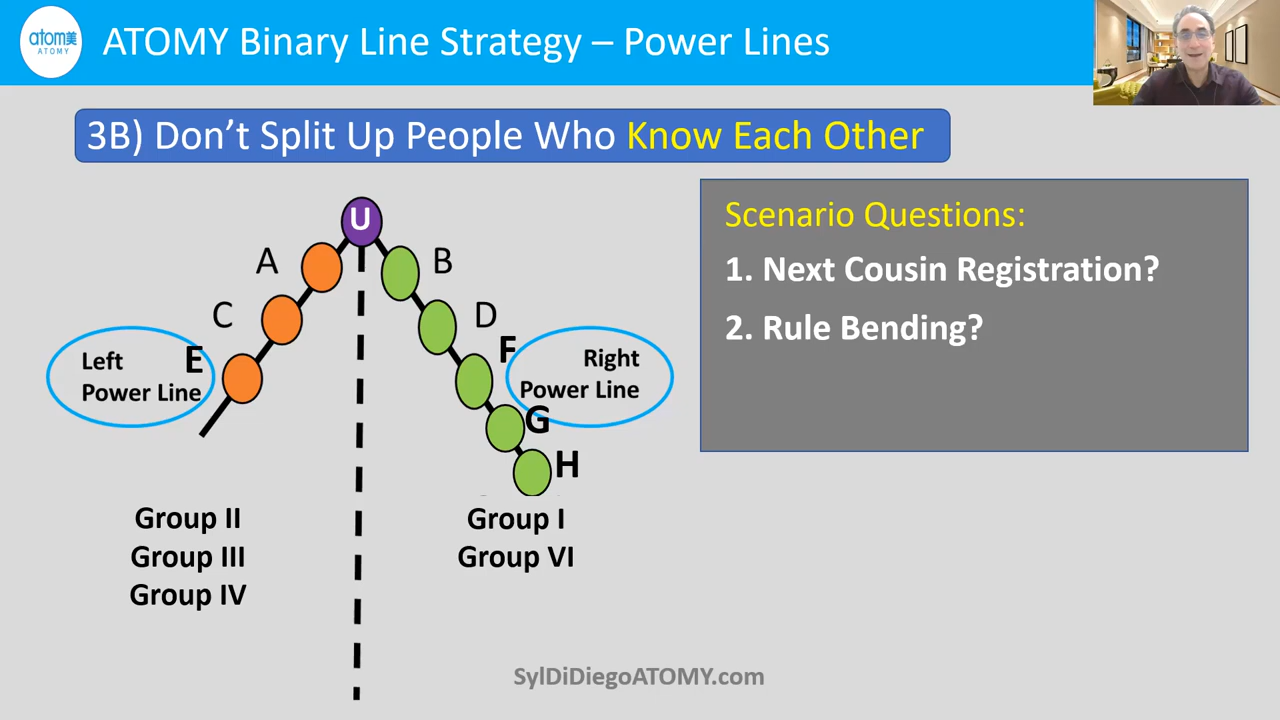 atom美
ATOMY
ATOMY Binary Line Strategy – Power Lines
3B) Don't Split Up People Who Know Each Other
U
A
B
C
D
E
F
G
H
Left
Power Line
Right
Power Line
Group II
Group III
Group IV
Group I
Group VI
Scenario Questions:
1. Next Cousin Registration?
2. Rule Bending?
SylDiDiegoATOMY.com